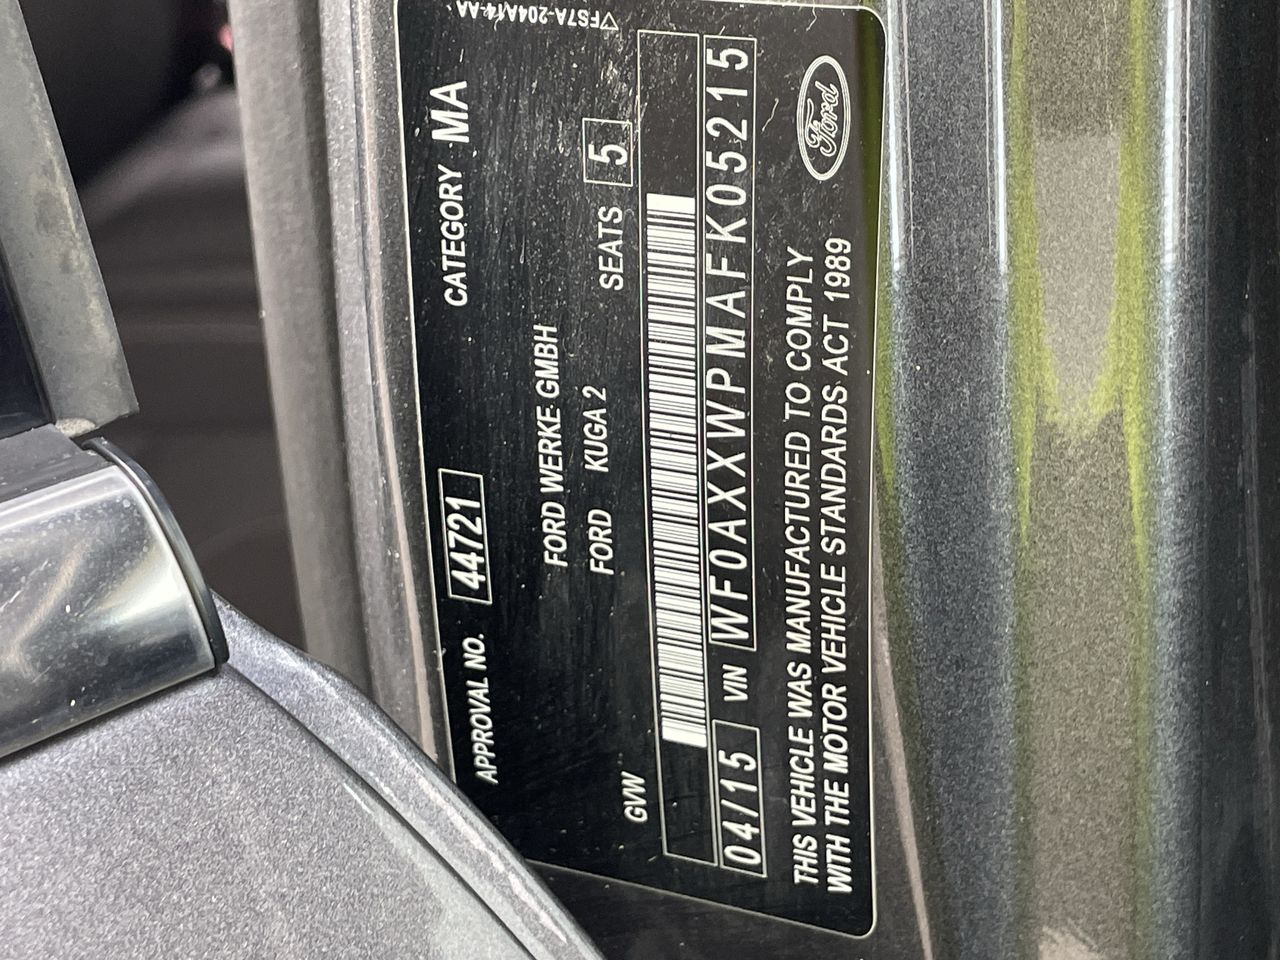 FS7A-204A14-AA
APPROVAL NO. 44721 CATEGORY MA
FORD WERKE GMBH
FORD KUGA 2
GVW SEATS 5
04/15 VIN WF0AXXWPMAFK05215
THIS VEHICLE WAS MANUFACTURED TO COMPLY
WITH THE MOTOR VEHICLE STANDARDS ACT 1989
Ford